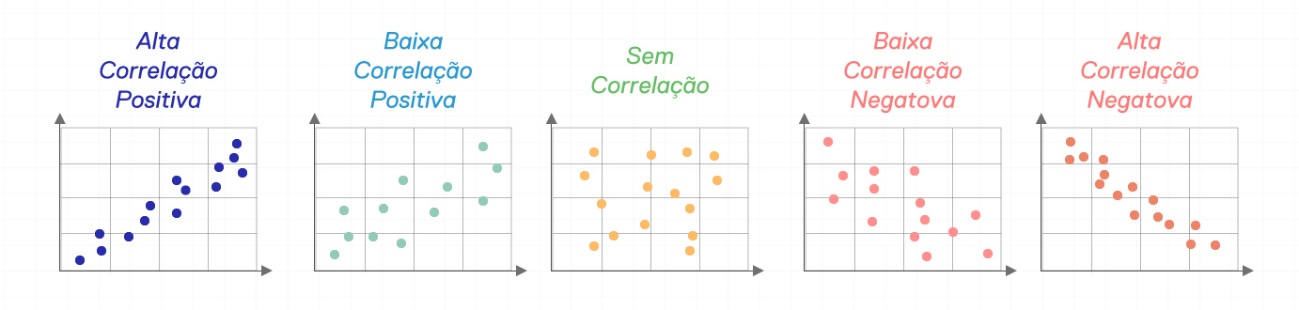 Alta
Correlação
Positiva
Baixa
Correlação
Positiva
Sem
Correlação
Baixa
Correlação
Negatova
Alta
Correlação
Negatova